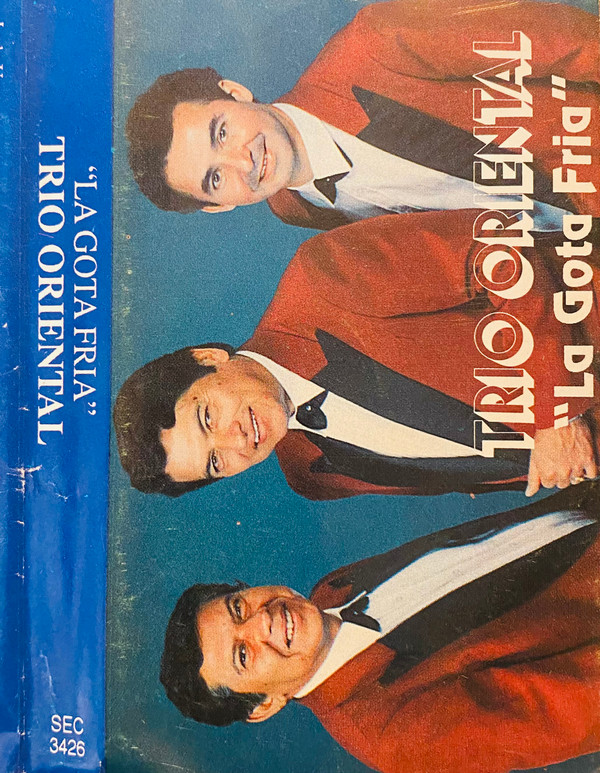 "LA GOTA FRIA"
TRIO ORIENTAL
SEC
3426
TRIO ORIENTAL
"La Gota Fria"